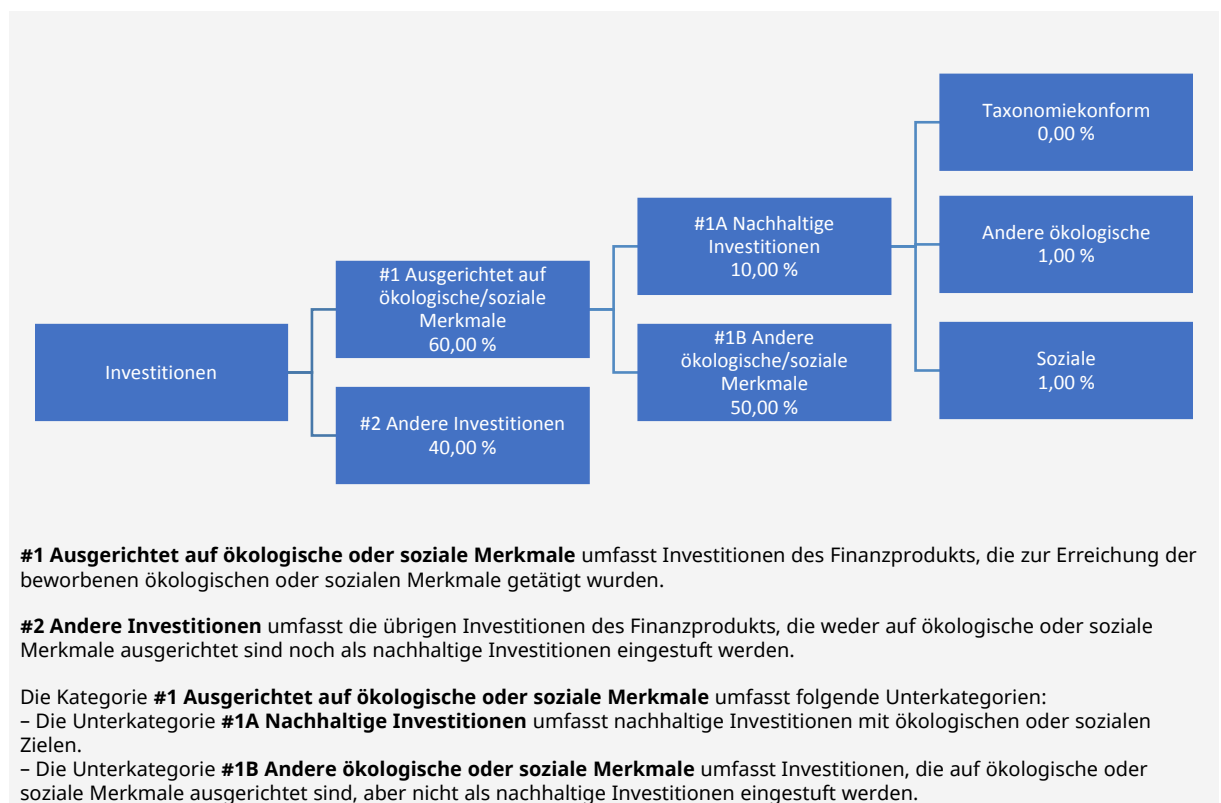 Investitionen
#1 Ausgerichtet auf
ökologische/soziale
Merkmale
60,00 %
#2 Andere Investitionen
40,00 %
#1A Nachhaltige
Investitionen
10,00 %
#1B Andere
ökologische/soziale
Merkmale
50,00 %
Taxonomiekonform
0,00 %
Andere ökologische
1,00 %
Soziale
1,00 %
#1 Ausgerichtet auf ökologische oder soziale Merkmale umfasst Investitionen des Finanzprodukts, die zur Erreichung der
beworbenen ökologischen oder sozialen Merkmale getätigt wurden.
#2 Andere Investitionen umfasst die übrigen Investitionen des Finanzprodukts, die weder auf ökologische oder soziale
Merkmale ausgerichtet sind noch als nachhaltige Investitionen eingestuft werden.
Die Kategorie #1 Ausgerichtet auf ökologische oder soziale Merkmale umfasst folgende Unterkategorien:
– Die Unterkategorie #1A Nachhaltige Investitionen umfasst nachhaltige Investitionen mit ökologischen oder sozialen
Zielen.
– Die Unterkategorie #1B Andere ökologische oder soziale Merkmale umfasst Investitionen, die auf ökologische oder
soziale Merkmale ausgerichtet sind, aber nicht als nachhaltige Investitionen eingestuft werden.